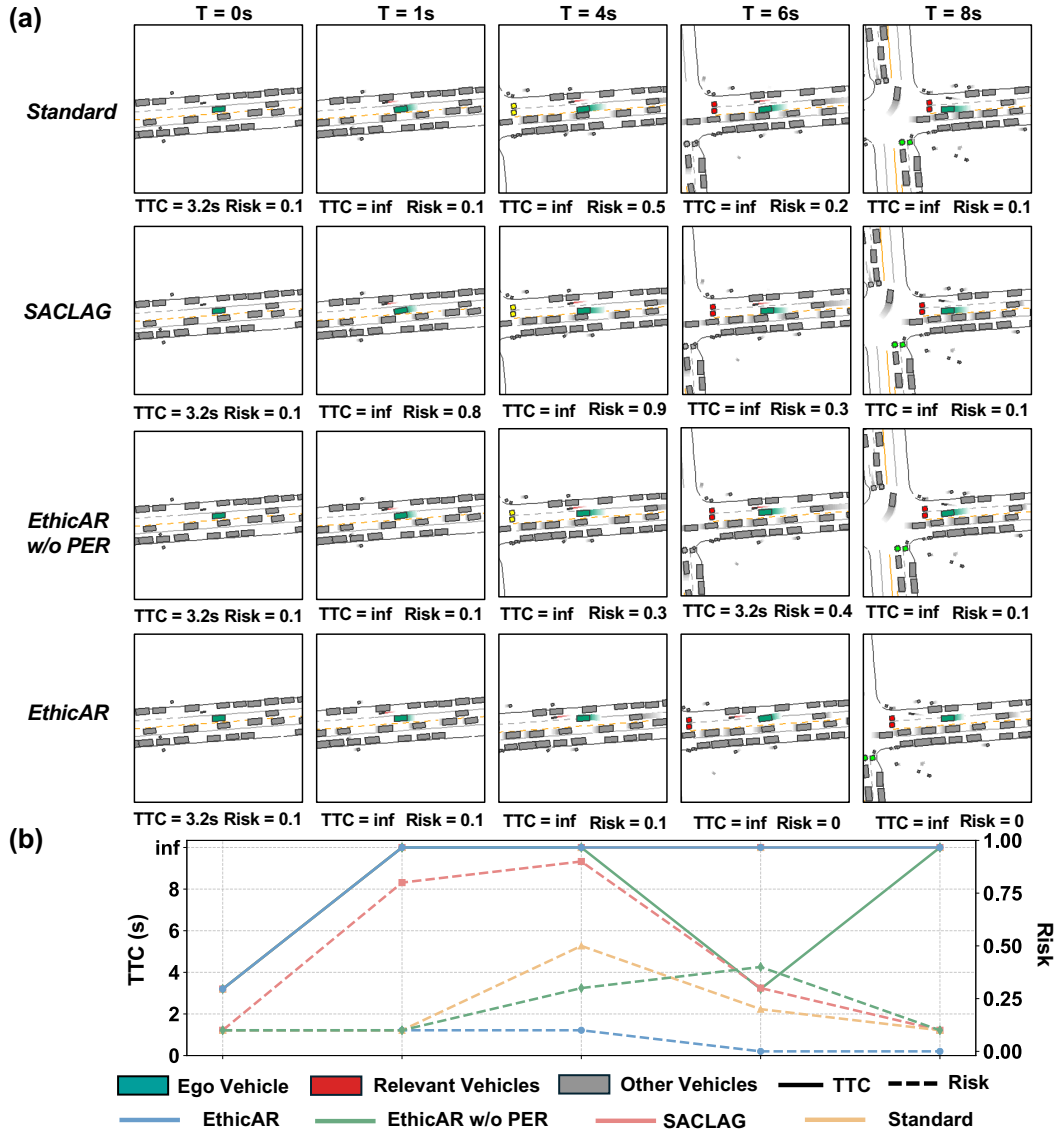 (a)
T = 0s T = 1s T = 4s T = 6s T = 8s
Standard
TTC = 3.2s Risk = 0.1 TTC = inf Risk = 0.1 TTC = inf Risk = 0.5 TTC = inf Risk = 0.2 TTC = inf Risk = 0.1
SACLAG
TTC = 3.2s Risk = 0.1 TTC = inf Risk = 0.8 TTC = inf Risk = 0.9 TTC = inf Risk = 0.3 TTC = inf Risk = 0.1
EthicAR
w/o PER
TTC = 3.2s Risk = 0.1 TTC = inf Risk = 0.1 TTC = inf Risk = 0.3 TTC = 3.2s Risk = 0.4 TTC = inf Risk = 0.1
EthicAR
TTC = 3.2s Risk = 0.1 TTC = inf Risk = 0.1 TTC = inf Risk = 0.1 TTC = inf Risk = 0 TTC = inf Risk = 0
(b)
inf
8
6
4
2
0
TTC (s)
1.00
0.75
0.50
0.25
0.00
Risk
Ego Vehicle Relevant Vehicles Other Vehicles TTC Risk
EthicAR EthicAR w/o PER SACLAG Standard